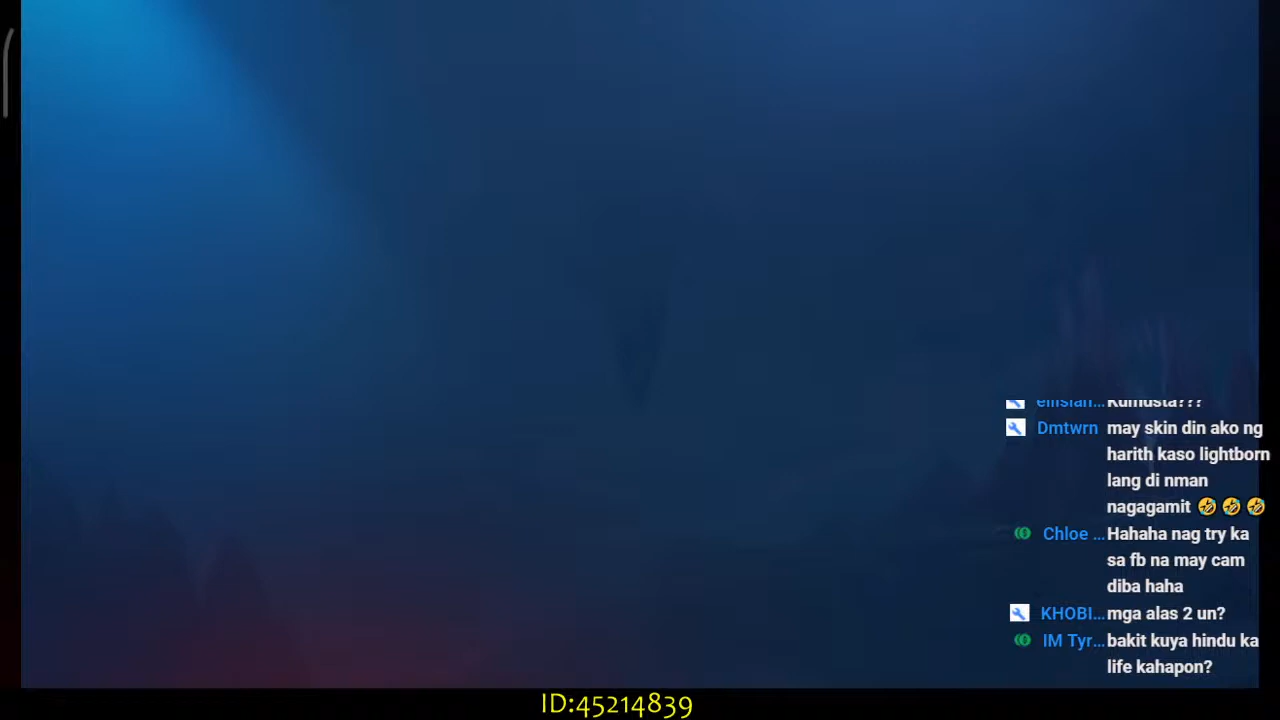 Kumusta???
Dmtwrn may skin din ako ng
harith kaso lightborn
lang di nman
nagagamit 🤣 🤣 🤣
Chloe ... Hahaha nag try ka
sa fb na may cam
diba haha
KHOBI... mga alas 2 un?
IM Tyr... bakit kuya hindu ka
life kahapon?
ID:45214839